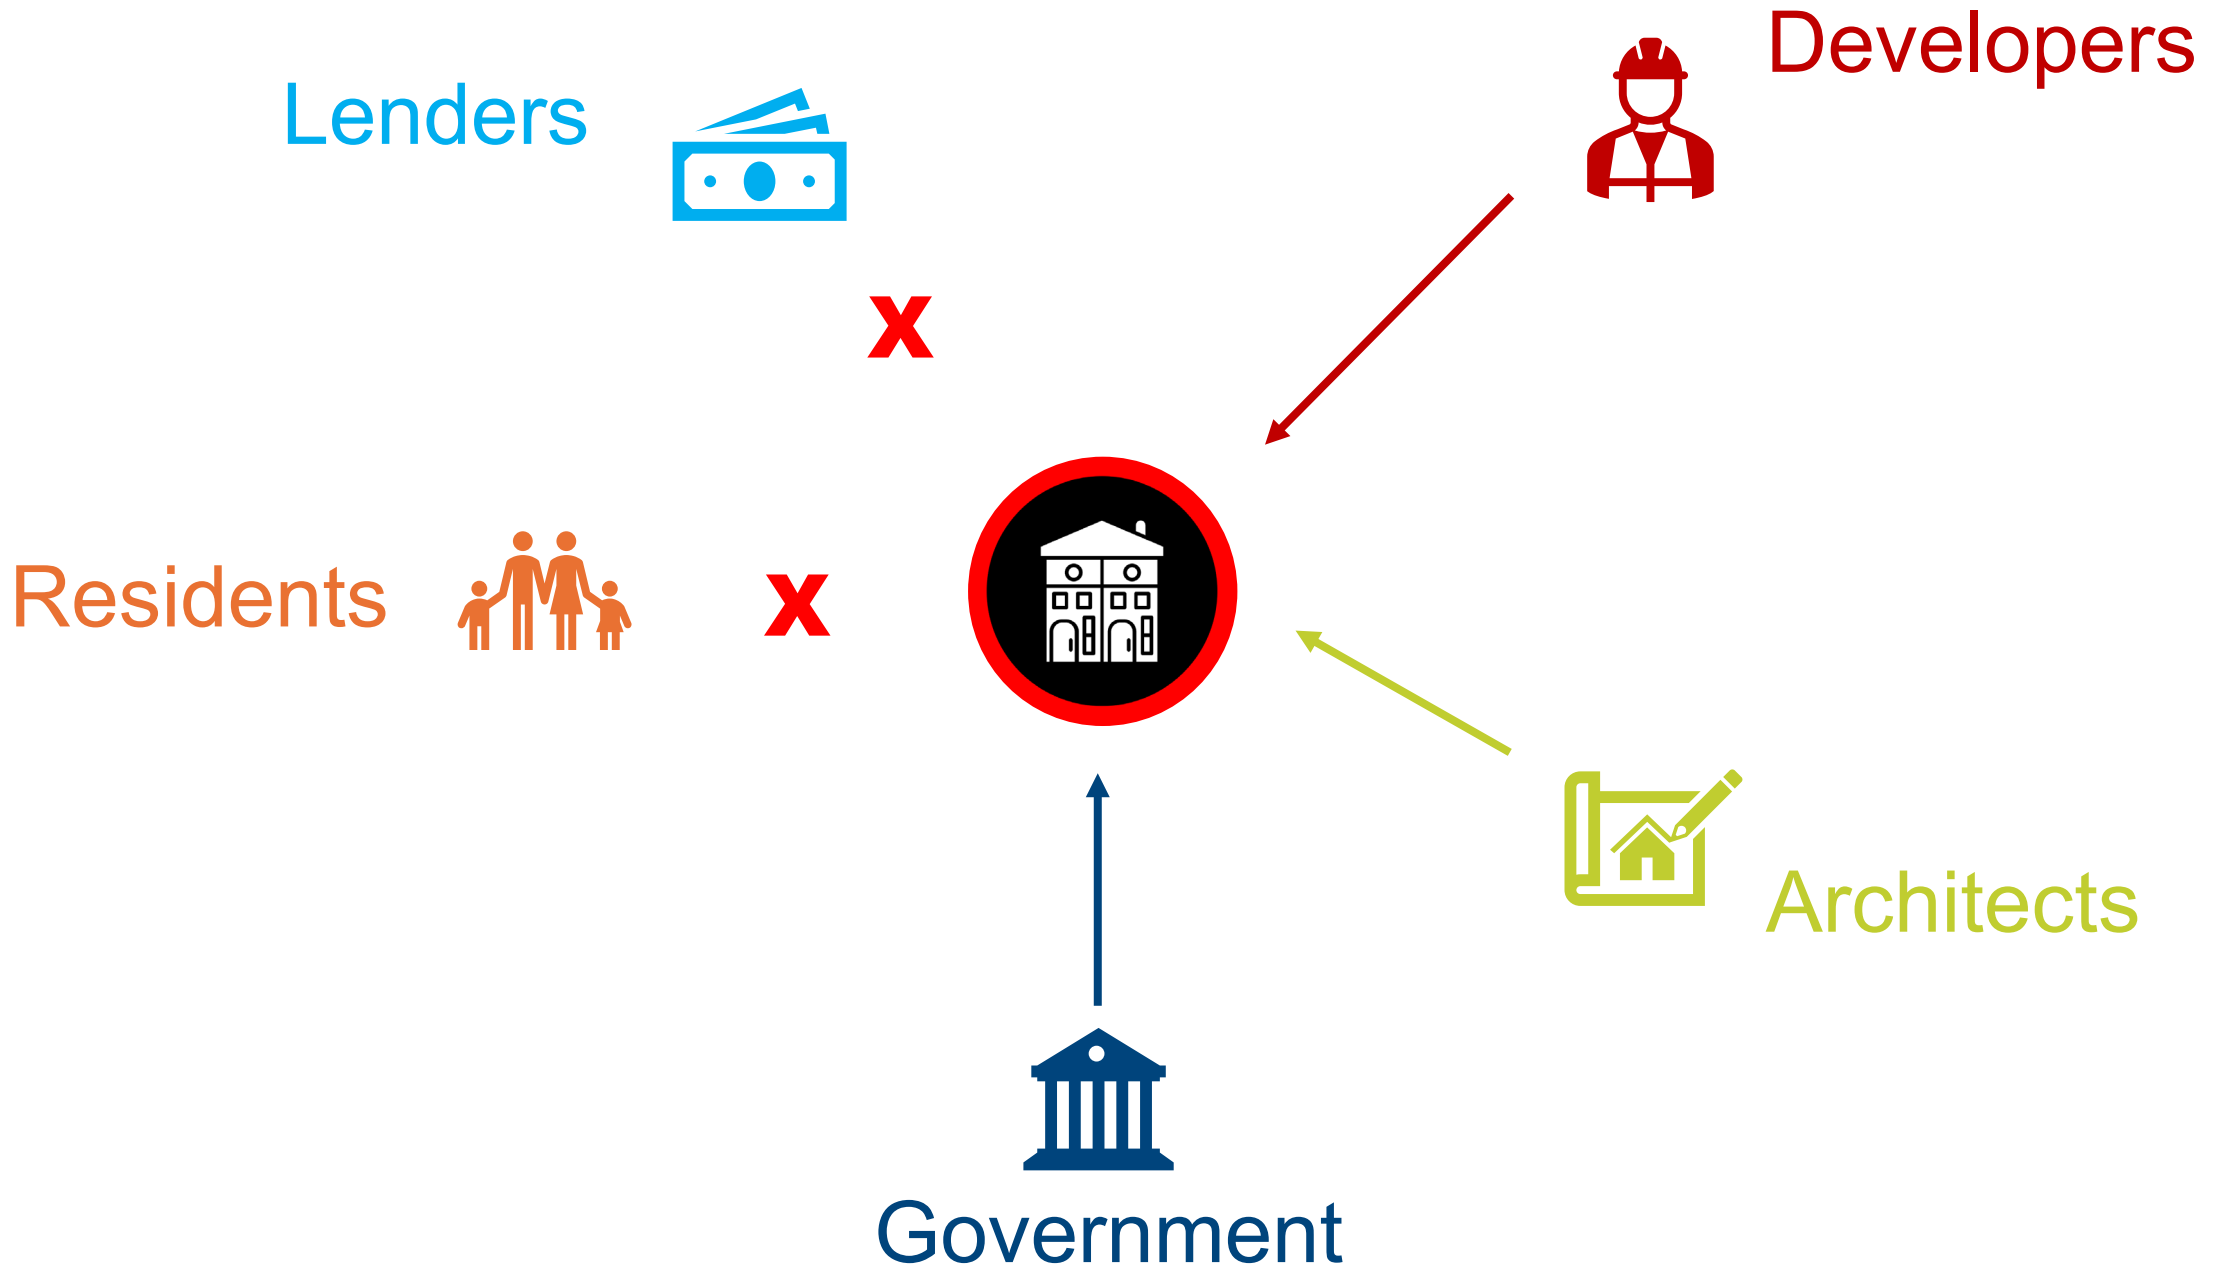 Developers
Lenders
x
Residents
x
Architects
Government